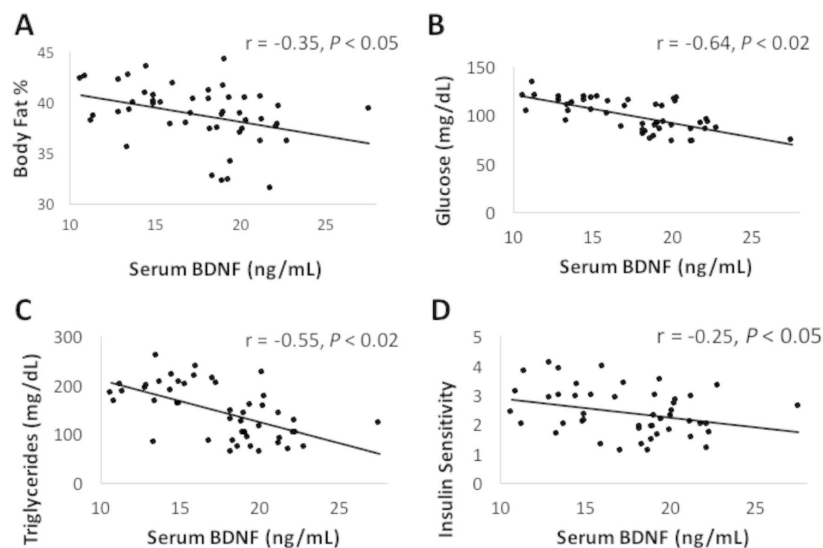 A
r = -0.35, P < 0.05
Body Fat %
45
40
35
30
10 15 20 25
Serum BDNF (ng/mL)
B
r = -0.64, P < 0.02
Glucose (mg/dL)
150
100
50
0
10 15 20 25
Serum BDNF (ng/mL)
C
r = -0.55, P < 0.02
Triglycerides (mg/dL)
300
200
100
0
10 15 20 25
Serum BDNF (ng/mL)
D
r = -0.25, P < 0.05
Insulin Sensitivity
5
4
3
2
1
0
10 15 20 25
Serum BDNF (ng/mL)